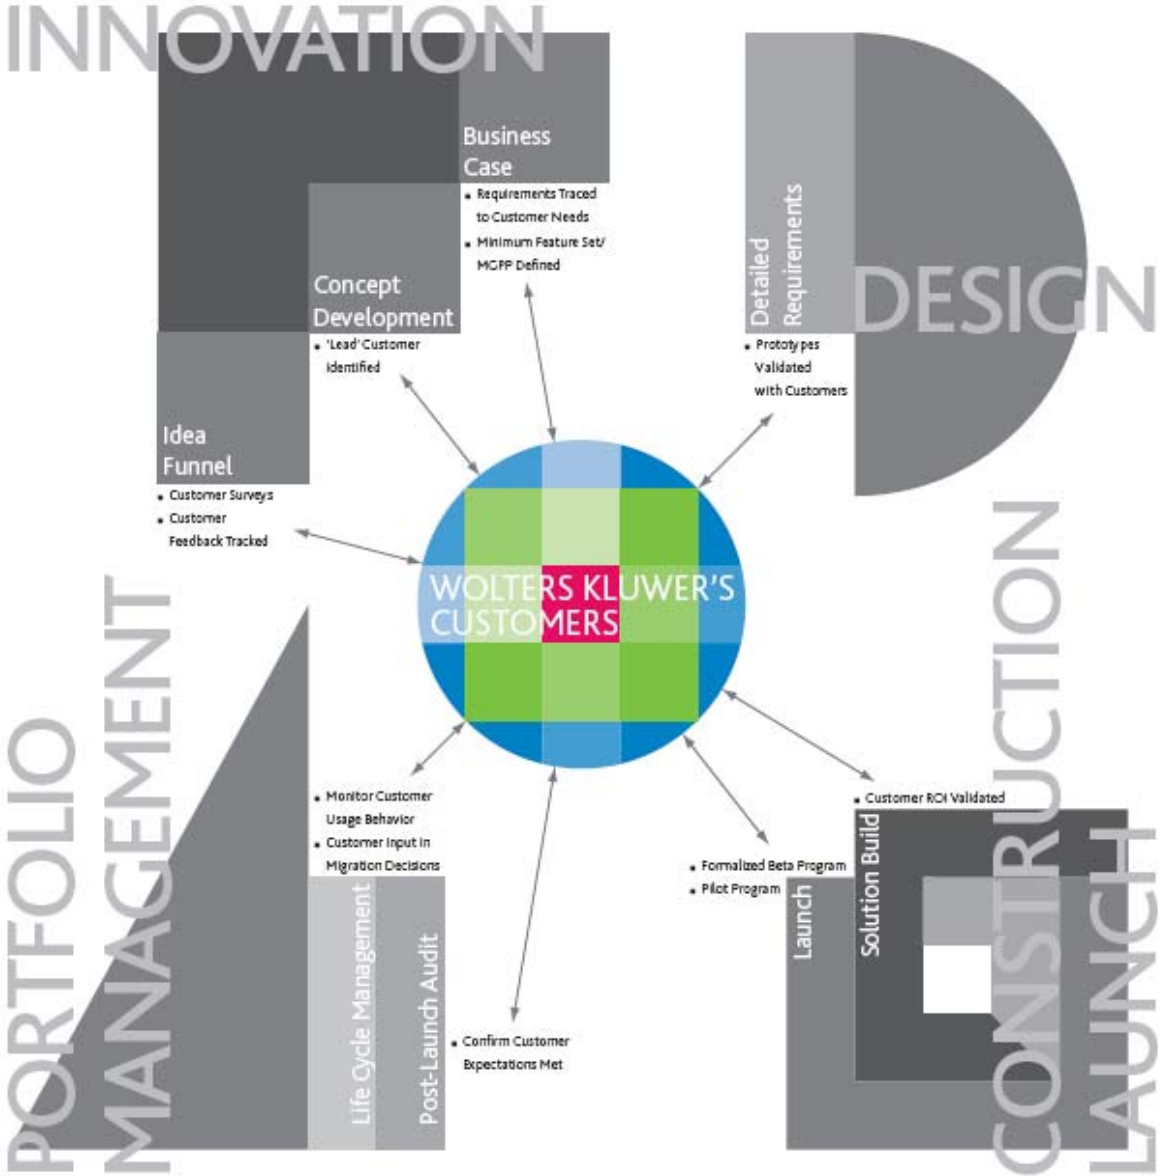 INNOVATION
Business
Case
• Requirements Traced
to Customer Needs
• Minimum Feature Set/
MGPP Defined
Concept
Development
• 'Lead' Customer
Identified
Idea
Funnel
• Customer Surveys
• Customer
Feedback Tracked
DESIGN
Detailed
Requirements
• Prototypes
Validated
with Customers
WOLTERS KLUWER'S
CUSTOMERS
CONSTRUCTION
LAUNCH
• Customer ROI Validated
Solution Build
• Formalized Beta Program
• Pilot Program
Launch
PORTFOLIO
MANAGEMENT
• Monitor Customer
Usage Behavior
• Customer Input in
Migration Decisions
Life Cycle Management
Post-Launch Audit
• Confirm Customer
Expectations Met